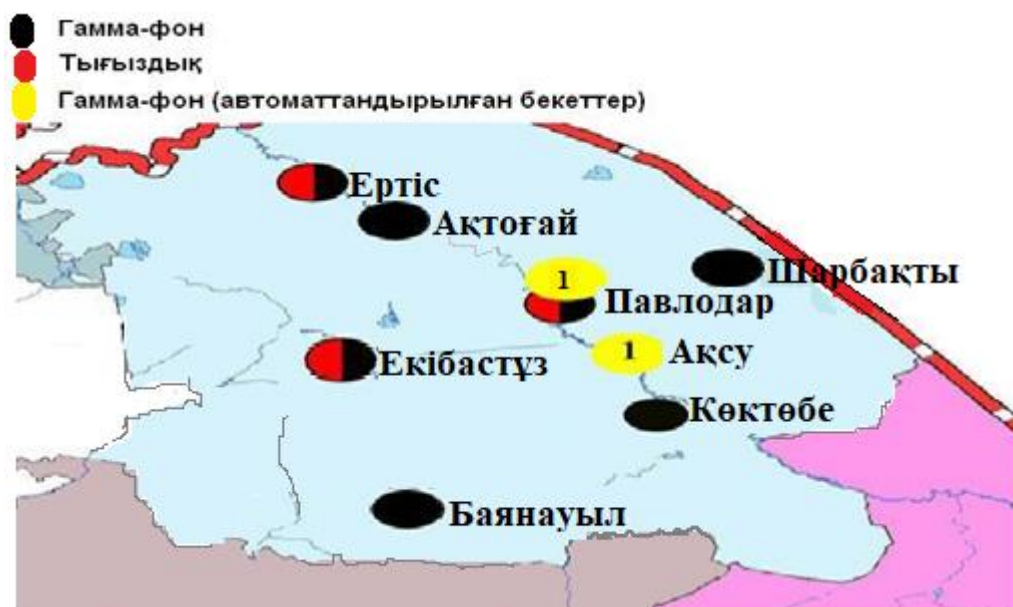 Гамма-фон
Тығыздық
Гамма-фон (автоматтандырылған бекеттер)
Ертіс
Ақтоғай
Шарбақты
1
Павлодар
1
Ақсу
Екібастұз
Көктөбе
Баянауыл